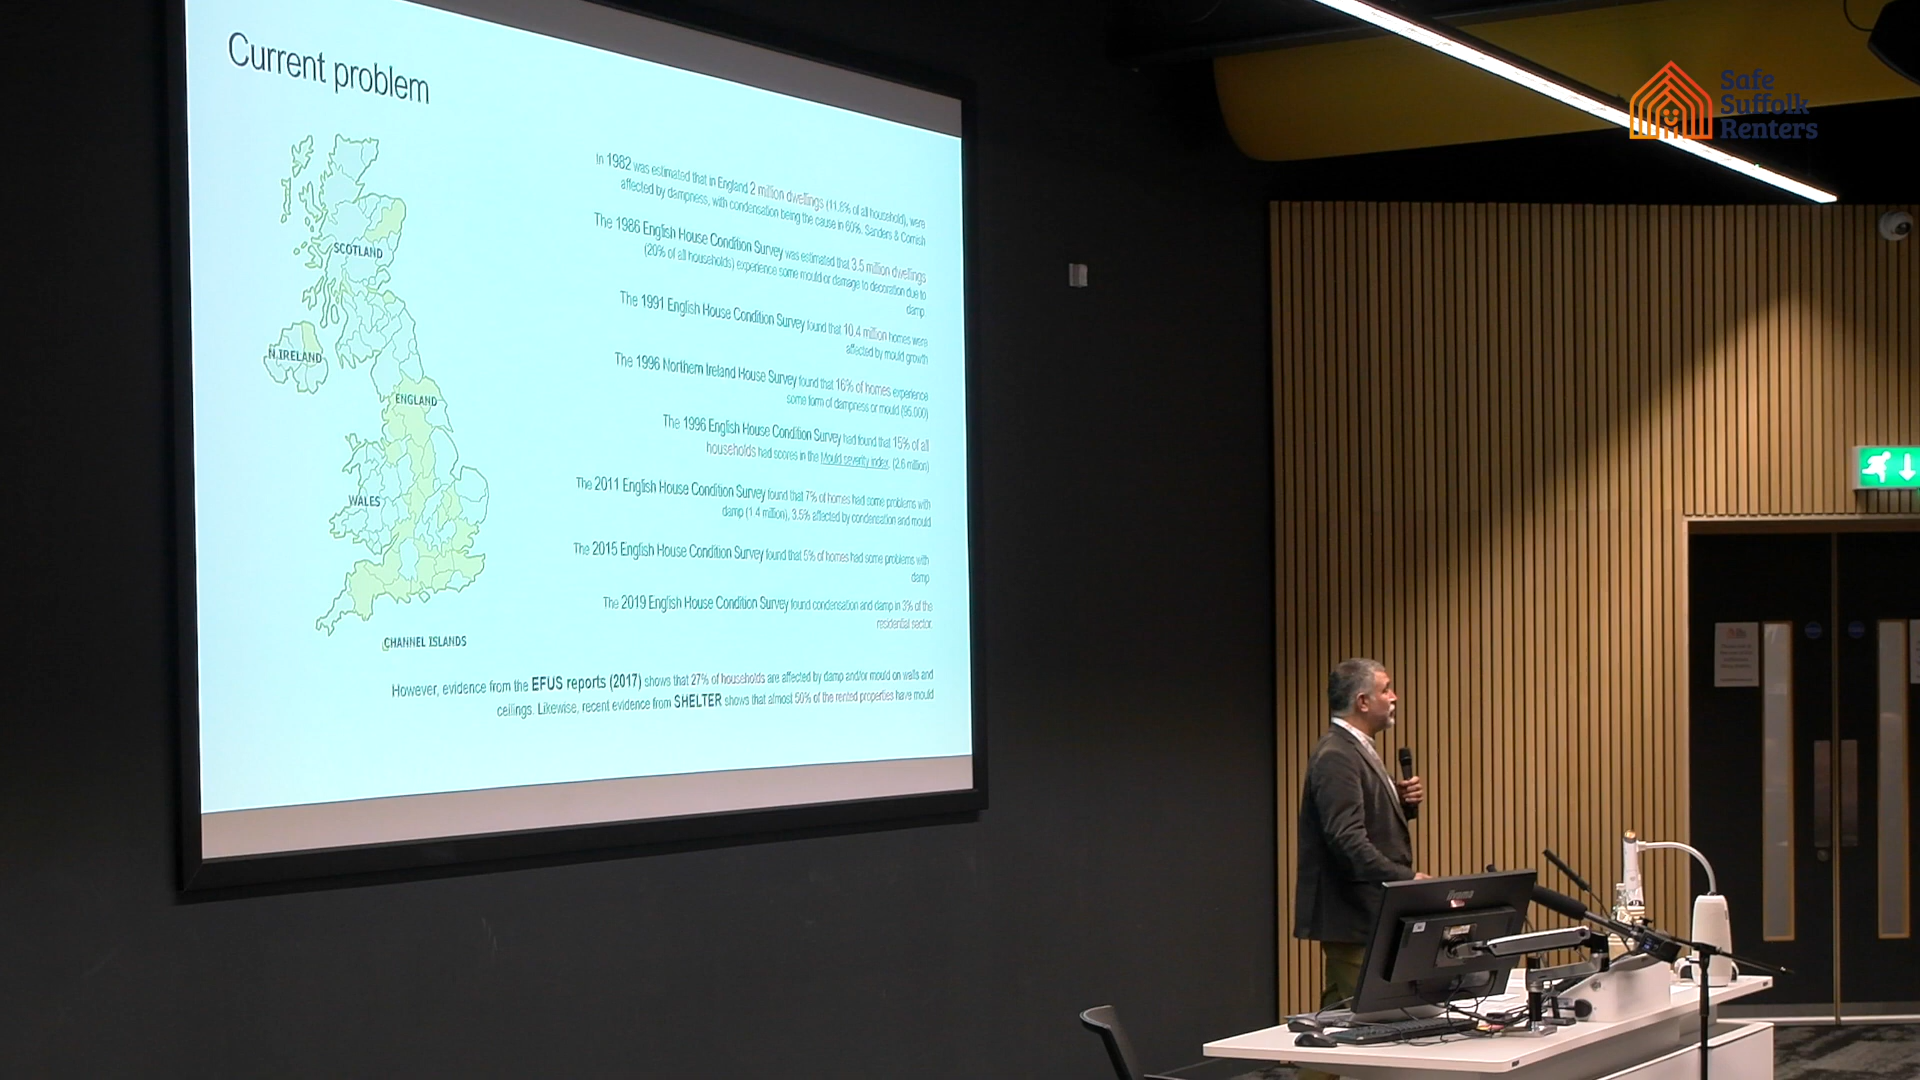 Current problem
SCOTLAND
N.IRELAND
ENGLAND
WALES
CHANNEL ISLANDS
In 1982 was estimated that in England 2 million dwellings (11.8% of all household), were
affected by dampness, with condensation being the cause in 60%. Sanders & Cornish
The 1986 English House Condition Survey was estimated that 3.5 million dwellings
(20% of all households) experience some mould or damage to decoration due to
damp
The 1991 English House Condition Survey found that 10.4 million homes were
affected by mould growth
The 1996 Northern Ireland House Survey found that 16% of homes experience
some form of dampness or mould (95.000)
The 1996 English House Condition Survey had found that 15% of all
households had scores in the Mould severity index. (2.6 million)
The 2011 English House Condition Survey found that 7% of homes had some problems with
damp (1.4 million), 3.5% affected by condensation and mould
The 2015 English House Condition Survey found that 5% of homes had some problems with
damp
The 2019 English House Condition Survey found condensation and damp in 3% of the
residential sector.
However, evidence from the EFUS reports (2017) shows that 27% of households are affected by damp and/or mould on walls and
ceilings. Likewise, recent evidence from SHELTER shows that almost 50% of the rented properties have mould
Safe
Suffolk
Renters
iiyama